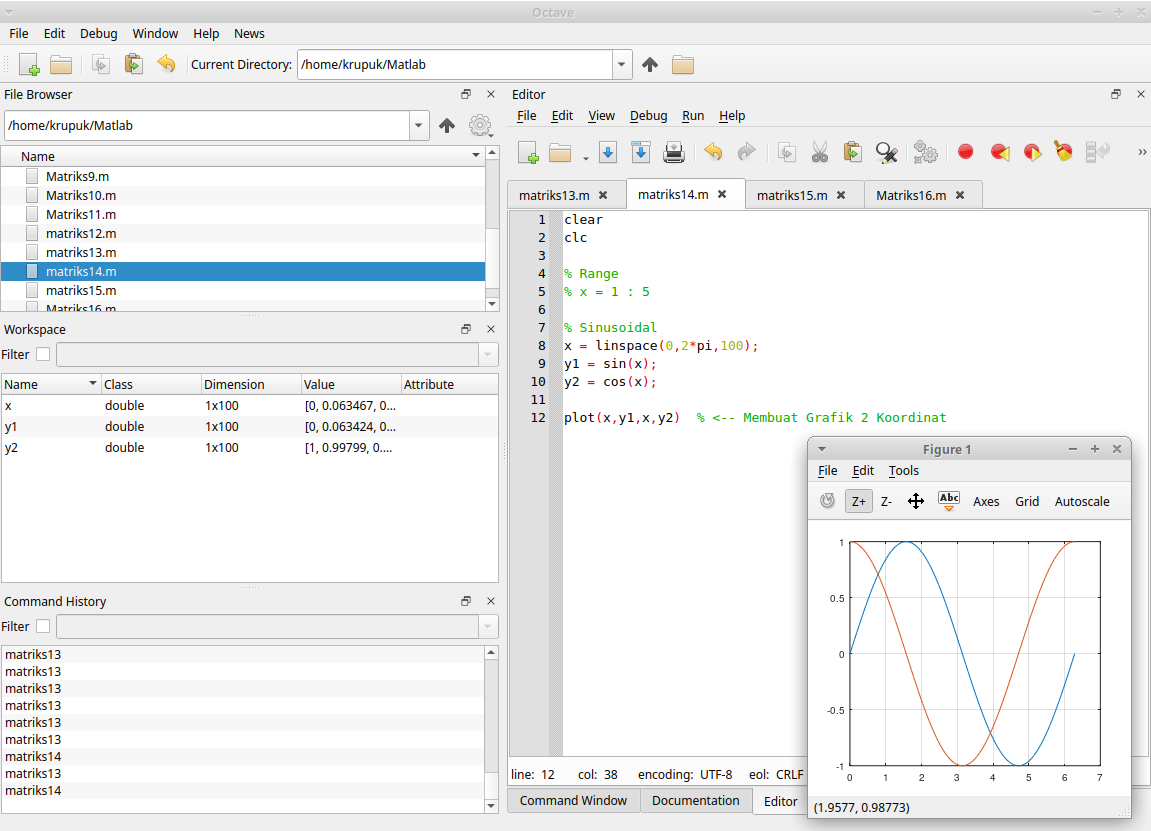 Octave
File Edit Debug Window Help News
Current Directory: /home/krupuk/Matlab
File Browser
/home/krupuk/Matlab
Name
Matriks9.m
Matriks10.m
Matriks11.m
matriks12.m
matriks13.m
matriks14.m
matriks15.m
Matriks16.m
Workspace
Filter
Name Class Dimension Value Attribute
x double 1x100 [0, 0.063467, 0...
y1 double 1x100 [0, 0.063424, 0...
y2 double 1x100 [1, 0.99799, 0....
Command History
Filter
matriks13
matriks13
matriks13
matriks13
matriks13
matriks13
matriks14
matriks13
matriks14
Editor
File Edit View Debug Run Help
matriks13.m matriks14.m matriks15.m Matriks16.m
1 clear
2 clc
3
4 % Range
5 % x = 1 : 5
6
7 % Sinusoidal
8 x = linspace(0,2*pi,100);
9 y1 = sin(x);
10 y2 = cos(x);
11
12 plot(x,y1,x,y2) % <-- Membuat Grafik 2 Koordinat
line: 12 col: 38 encoding: UTF-8 eol: CRLF
Command Window Documentation Editor
Figure 1
File Edit Tools
Z+ Z- Abc Axes Grid Autoscale
1
0.5
0
-0.5
-1
0 1 2 3 4 5 6 7
(1.9577, 0.98773)